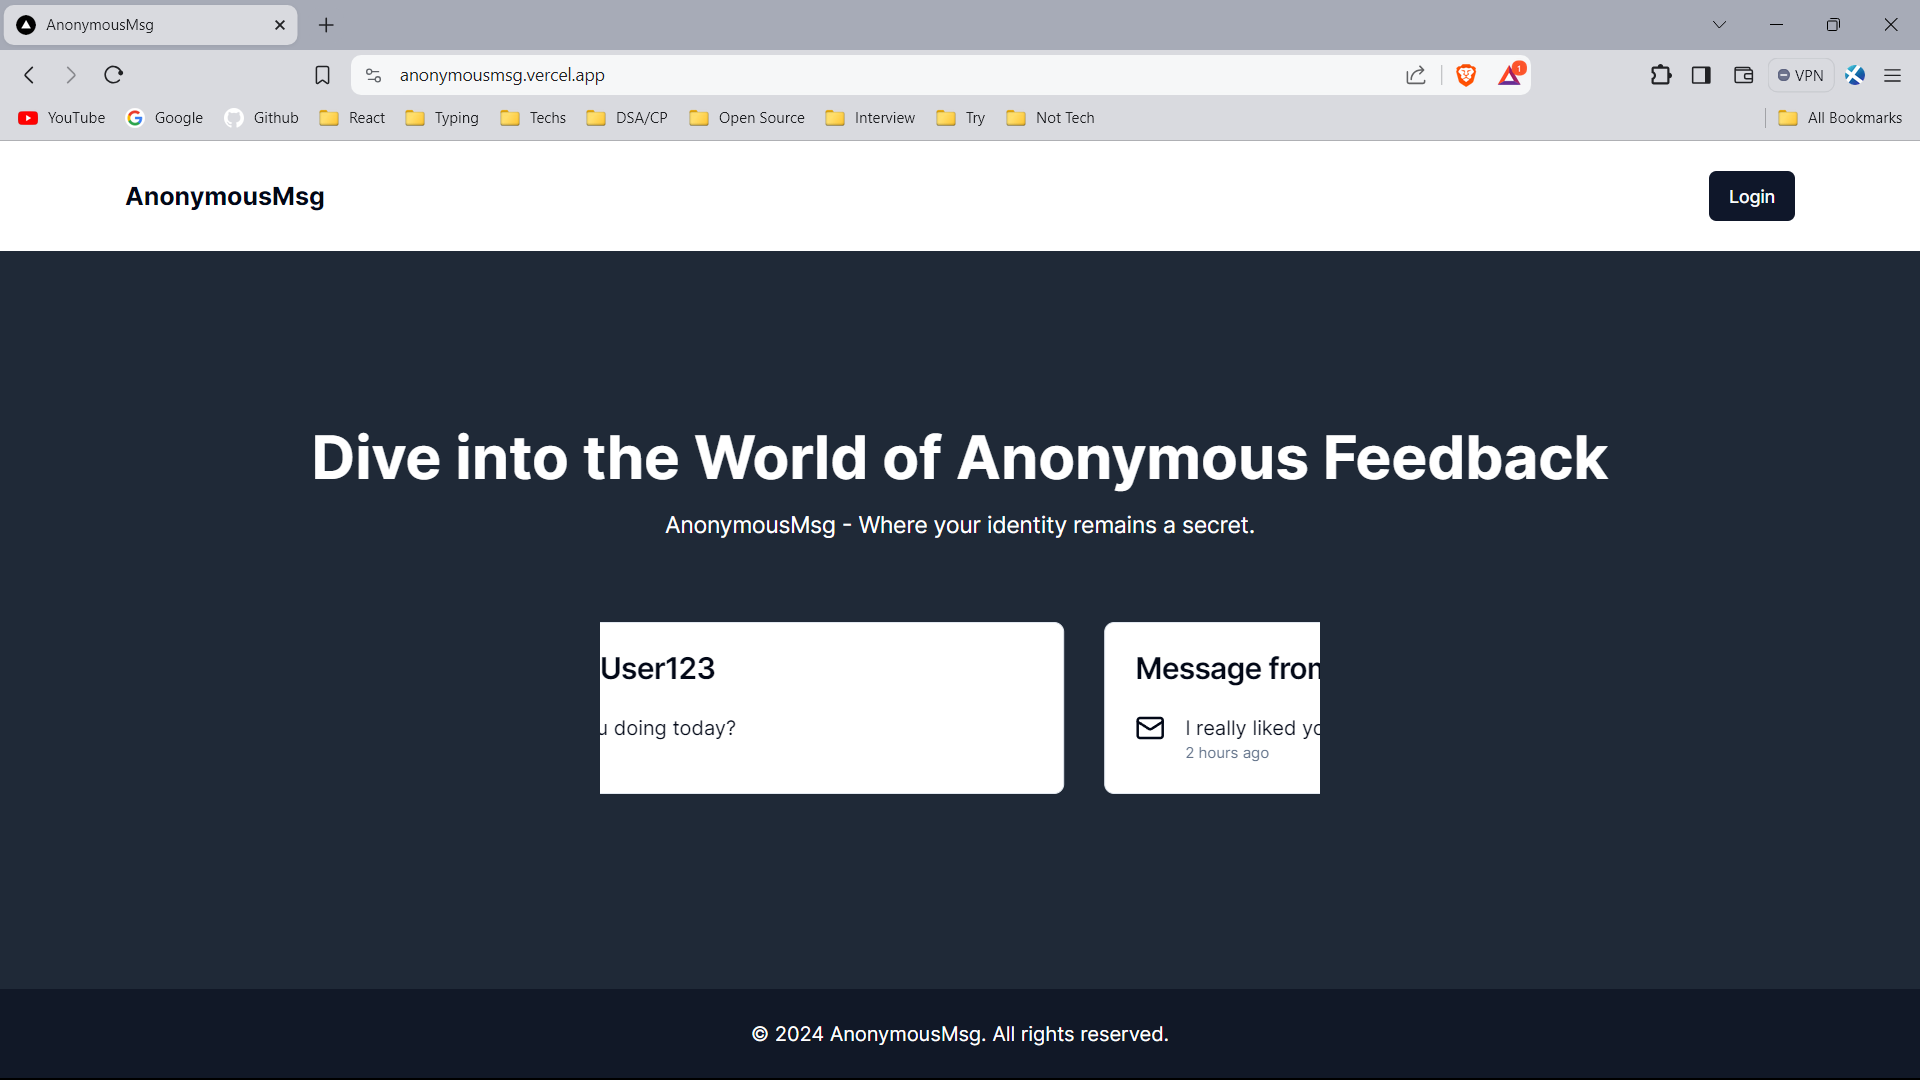 AnonymousMsg
anonymousmsg.vercel.app
1
VPN
YouTube Google Github React Typing Techs DSA/CP Open Source Interview Try Not Tech All Bookmarks
AnonymousMsg
Login
Dive into the World of Anonymous Feedback
AnonymousMsg - Where your identity remains a secret.
User123
doing today?
Message
I really liked
2 hours ago
© 2024 AnonymousMsg. All rights reserved.